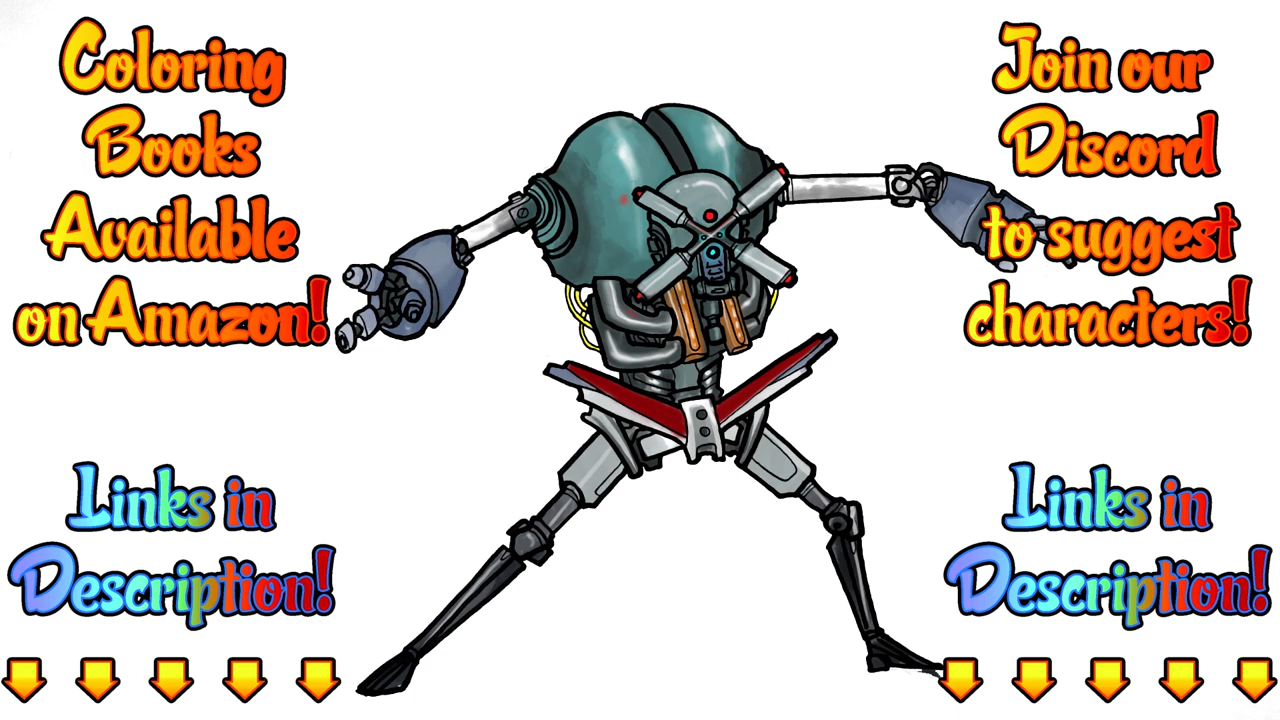 Coloring
Books
Available
on Amazon!
Join our
Discord
to suggest
characters!
Links in
Description!
Links in
Description!